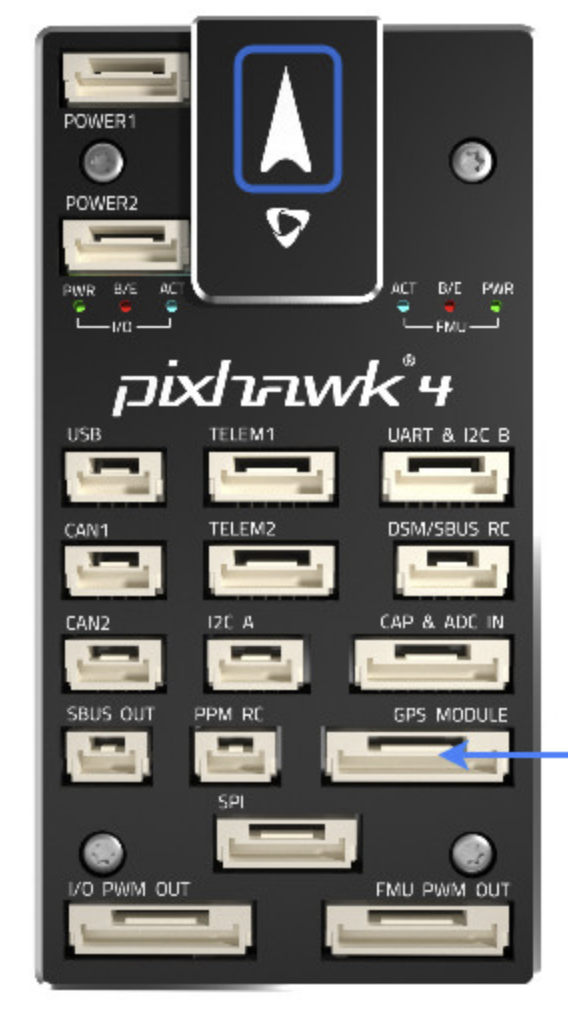 POWER1
POWER2
PWR B/E ACT
I/O
ACT B/E PWR
FMU
pixhawk® 4
USB TELEM1 UART & I2C B
CAN1 TELEM2 DSM/SBUS RC
CAN2 I2C A CAP & ADC IN
SBUS OUT PPM RC GPS MODULE
SPI
I/O PWM OUT FMU PWM OUT